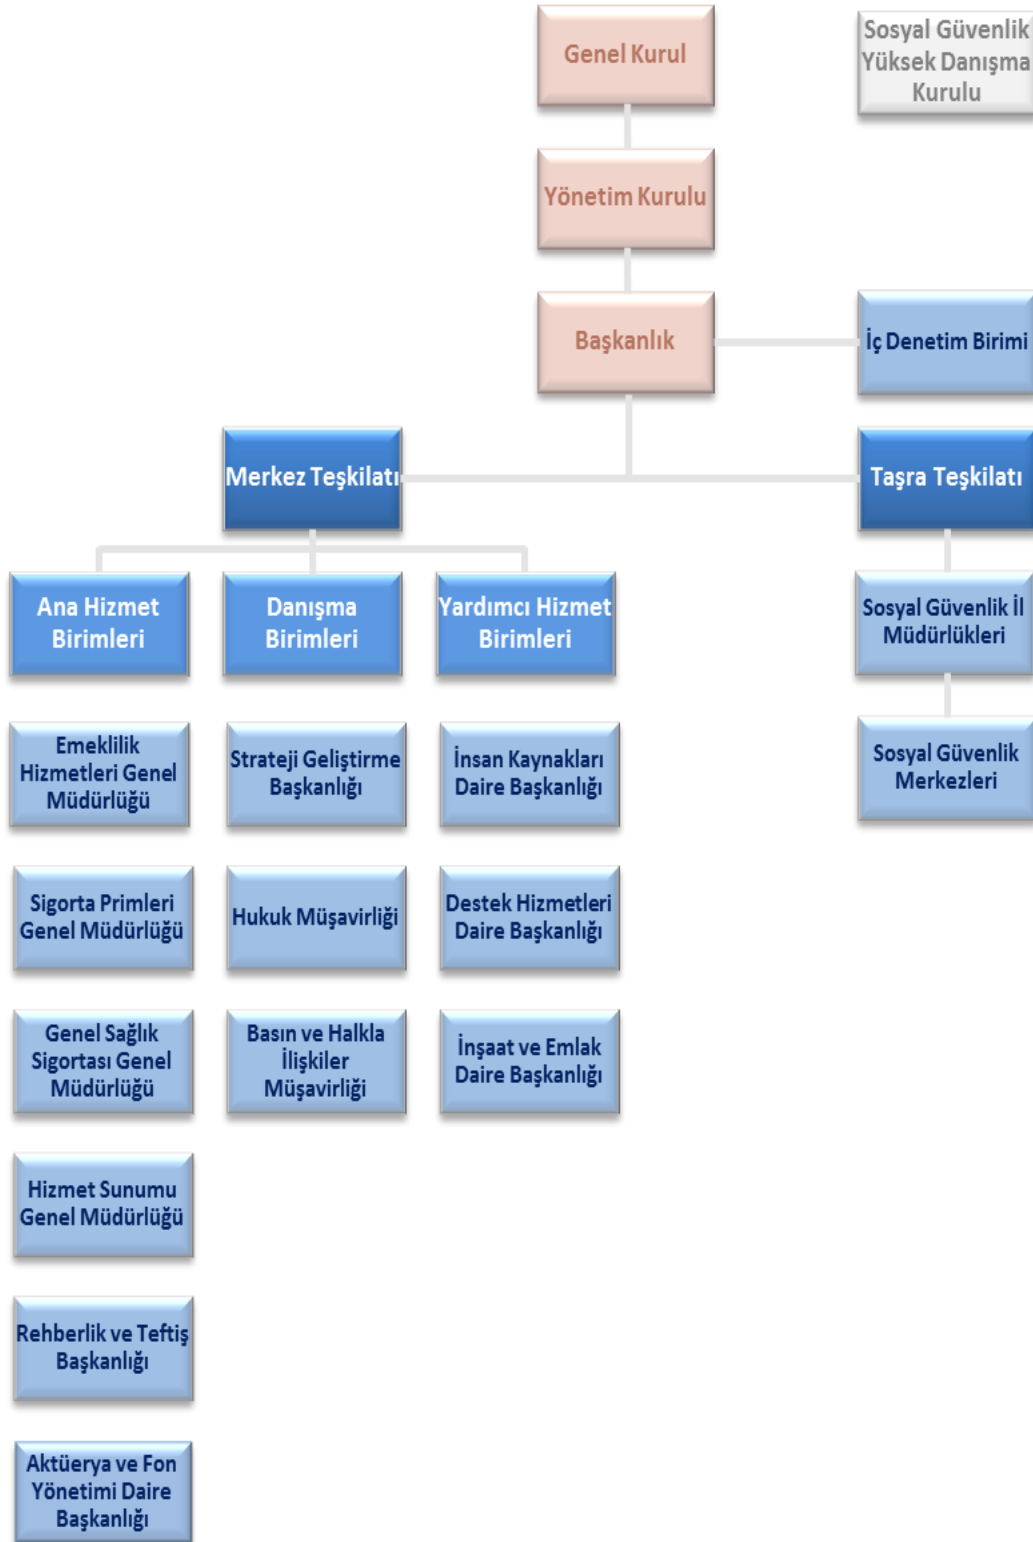 Genel Kurul
Sosyal Güvenlik
Yüksek Danışma
Kurulu
Yönetim Kurulu
Başkanlık
İç Denetim Birimi
Merkez Teşkilatı
Taşra Teşkilatı
Ana Hizmet
Birimleri
Danışma
Birimleri
Yardımcı Hizmet
Birimleri
Sosyal Güvenlik İl
Müdürlükleri
Emeklilik
Hizmetleri Genel
Müdürlüğü
Strateji Geliştirme
Başkanlığı
İnsan Kaynakları
Daire Başkanlığı
Sosyal Güvenlik
Merkezleri
Sigorta Primleri
Genel Müdürlüğü
Hukuk Müşavirliği
Destek Hizmetleri
Daire Başkanlığı
Genel Sağlık
Sigortası Genel
Müdürlüğü
Basın ve Halkla
İlişkiler
Müşavirliği
İnşaat ve Emlak
Daire Başkanlığı
Hizmet Sunumu
Genel Müdürlüğü
Rehberlik ve Teftiş
Başkanlığı
Aktüerya ve Fon
Yönetimi Daire
Başkanlığı